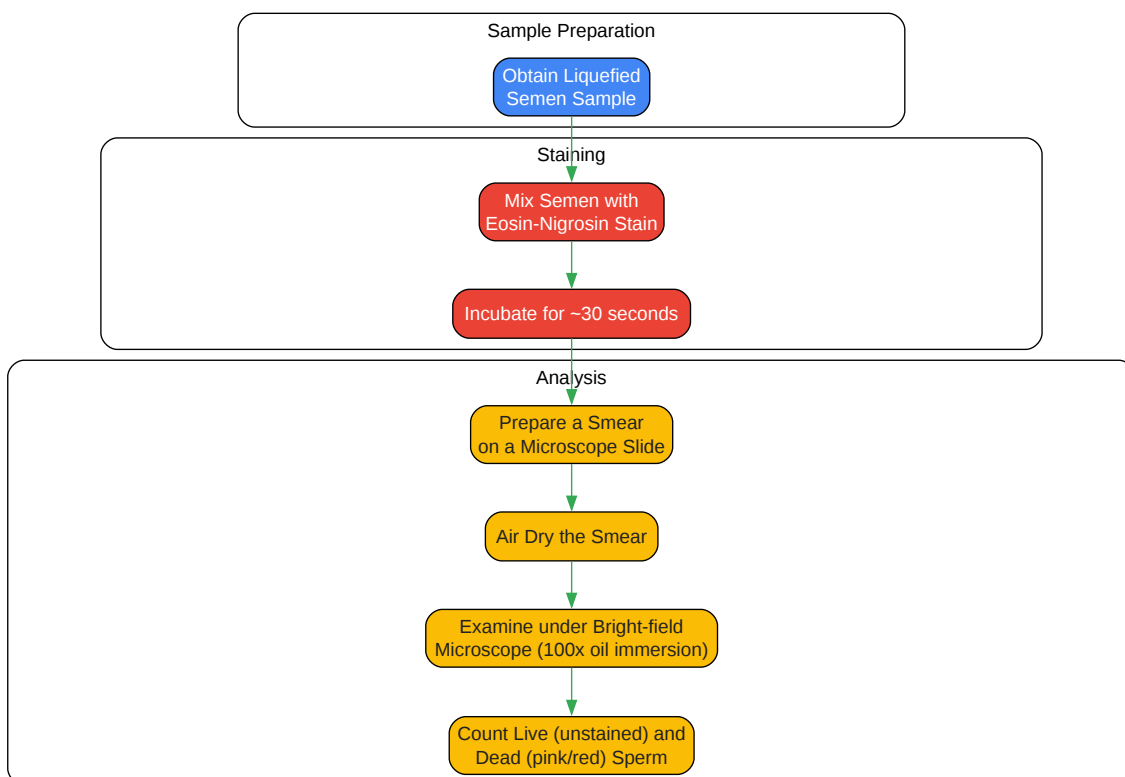 Sample Preparation
Obtain Liquefied
Semen Sample
Staining
Mix Semen with
Eosin-Nigrosin Stain
Incubate for ~30 seconds
Analysis
Prepare a Smear
on a Microscope Slide
Air Dry the Smear
Examine under Bright-field
Microscope (100x oil immersion)
Count Live (unstained) and
Dead (pink/red) Sperm